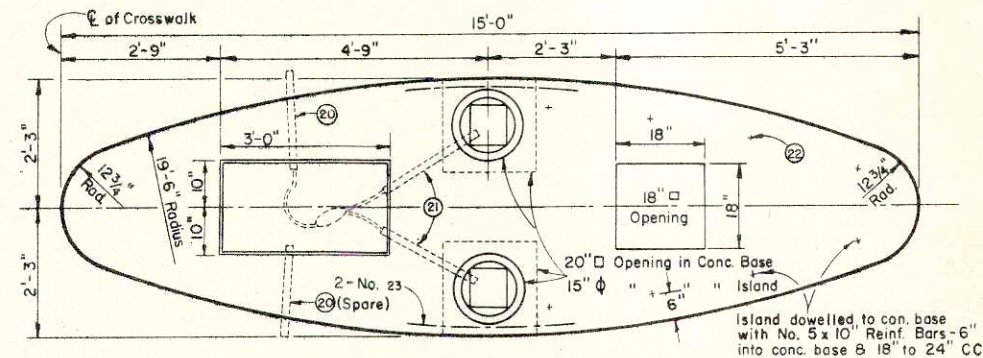 ℄ of Crosswalk
15'-0"
2'-9"
4'-9"
2'-3"
5'-3"
2'-3"
2'-3"
20
3'-0"
18"
22
12 3/4"
Rad.
19'-6" Radius
10"
10"
21
18" □
Opening
18"
12 3/4"
Rad.
20 (Spare)
2-No. 23
20" □ Opening in Conc. Base
15" ϕ " " " Island
6"
Island dowelled to con. base
with No. 5 x 10" Reinf. Bars-6"
into conc. base & 18" to 24" CC